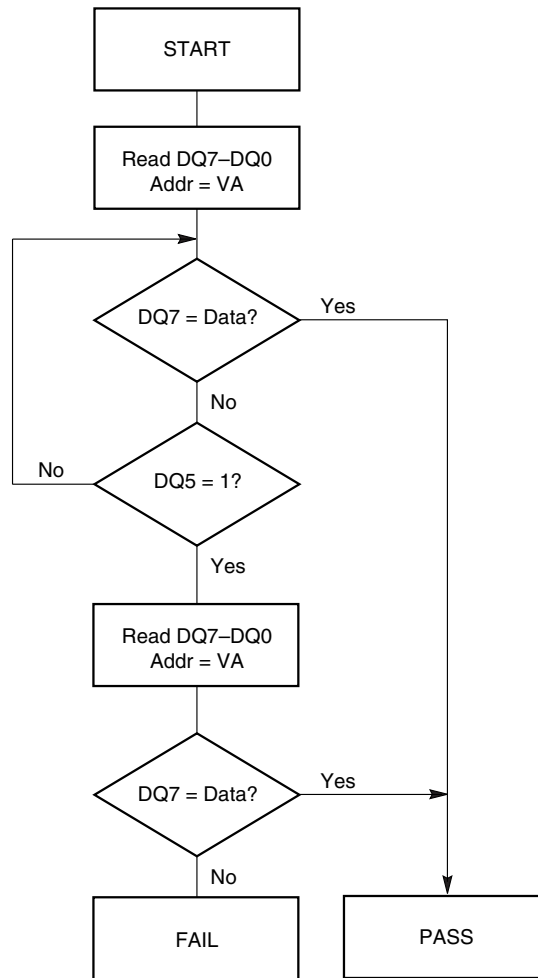 START
Read DQ7–DQ0
Addr = VA
DQ7 = Data?
Yes
No
No
DQ5 = 1?
Yes
Read DQ7–DQ0
Addr = VA
DQ7 = Data?
Yes
No
FAIL
PASS